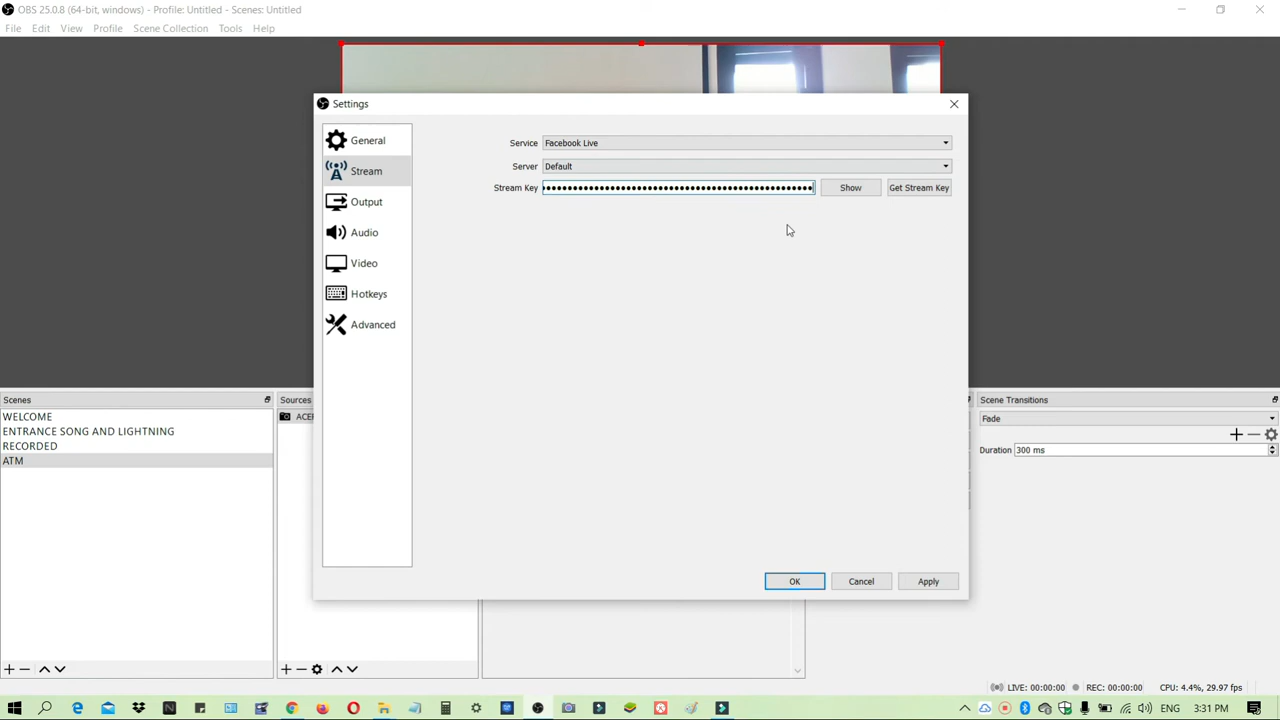 OBS 25.0.8 (64-bit, windows) - Profile: Untitled - Scenes: Untitled
File Edit View Profile Scene Collection Tools Help
Settings
General
Stream
Output
Audio
Video
Hotkeys
Advanced
Service Facebook Live
Server Default
Stream Key Show Get Stream Key
OK Cancel Apply
Scenes
WELCOME
ENTRANCE SONG AND LIGHTNING
RECORDED
ATM
Sources
Scene Transitions
Fade
Duration 300 ms
LIVE: 00:00:00 REC: 00:00:00 CPU: 4.4%, 29.97 fps
3:31 PM